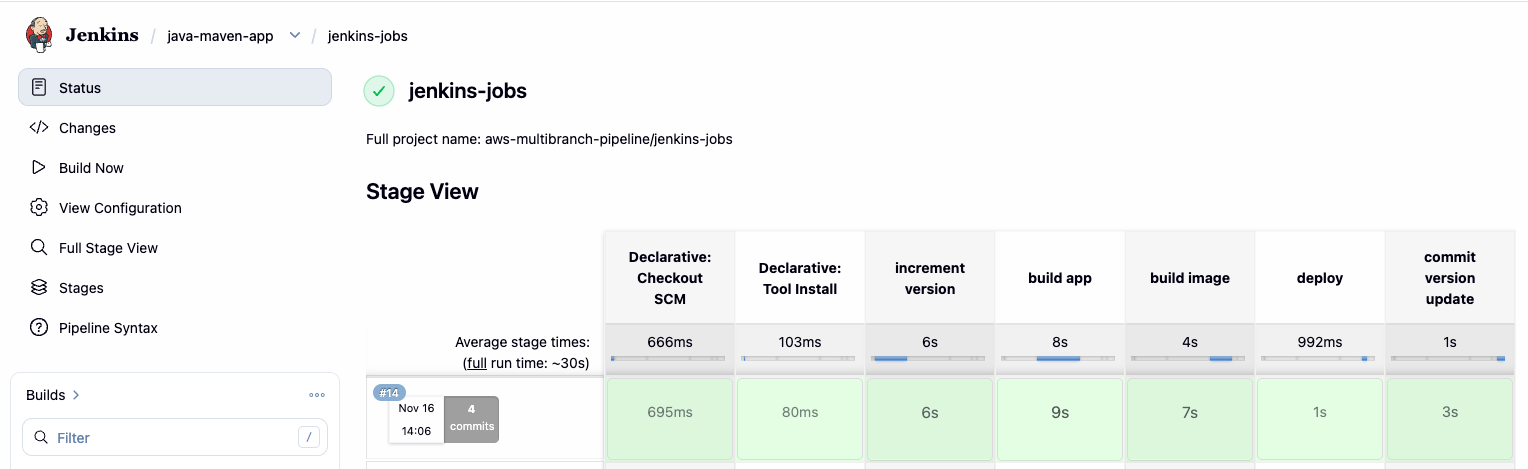 Jenkins / java-maven-app / jenkins-jobs
Status
Changes
Build Now
View Configuration
Full Stage View
Stages
Pipeline Syntax
Builds
Filter /
jenkins-jobs
Full project name: aws-multibranch-pipeline/jenkins-jobs
Stage View
Declarative:
Checkout
SCM
Declarative:
Tool Install
increment
version
build app
build image
deploy
commit
version
update
Average stage times:
(full run time: ~30s)
666ms 103ms 6s 8s 4s 992ms 1s
#14
Nov 16
14:06
4
commits
695ms 80ms 6s 9s 7s 1s 3s